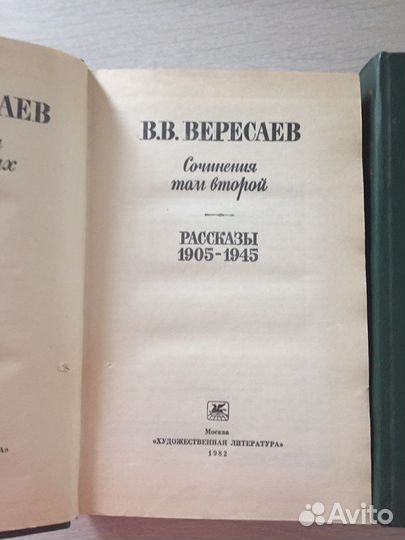 АЕВ
х
А»
В.В. ВЕРЕСАЕВ
Сочинения
том второй
РАССКАЗЫ
1905-1945
Москва
«ХУДОЖЕСТВЕННАЯ ЛИТЕРАТУРА»
1982
Avito